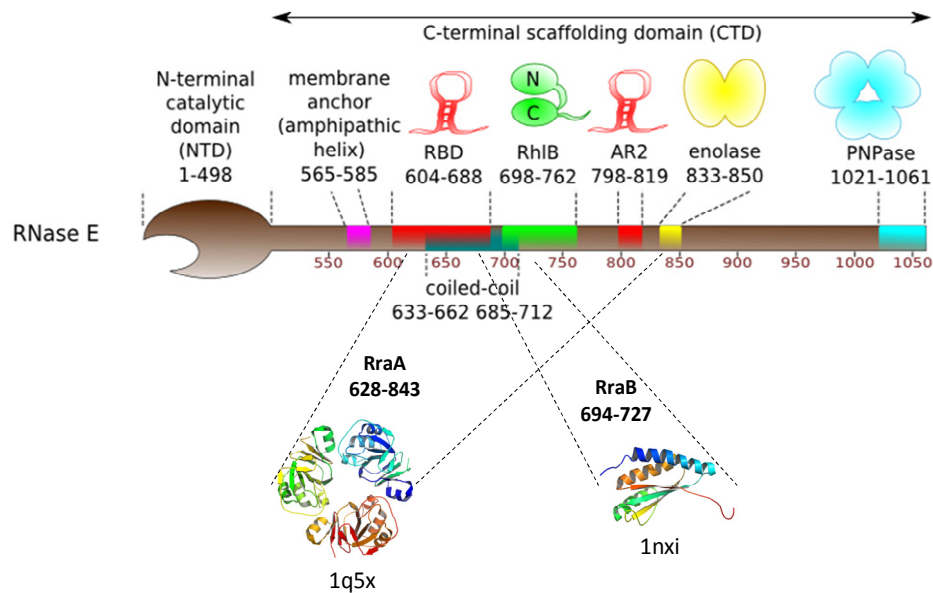 C-terminal scaffolding domain (CTD)
N-terminal
catalytic
domain
(NTD)
1-498
membrane
anchor
(amphipathic
helix)
565-585
RBD
604-688
N
C
RhlB
698-762
AR2
798-819
enolase
833-850
PNPase
1021-1061
RNase E
550 600 650 700 750 800 850 900 950 1000 1050
coiled-coil
633-662 685-712
RraA
628-843
RraB
694-727
1q5x
1nxi